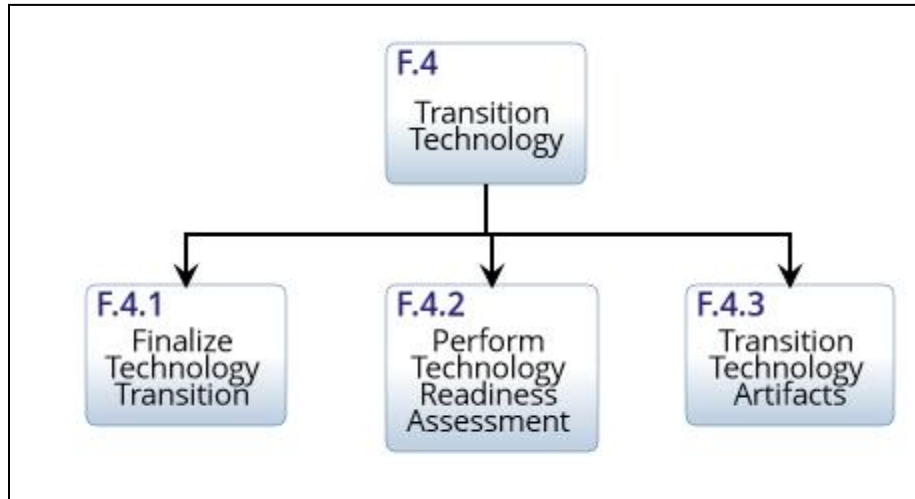 F.4
Transition
Technology
F.4.1
Finalize
Technology
Transition
F.4.2
Perform
Technology
Readiness
Assessment
F.4.3
Transition
Technology
Artifacts